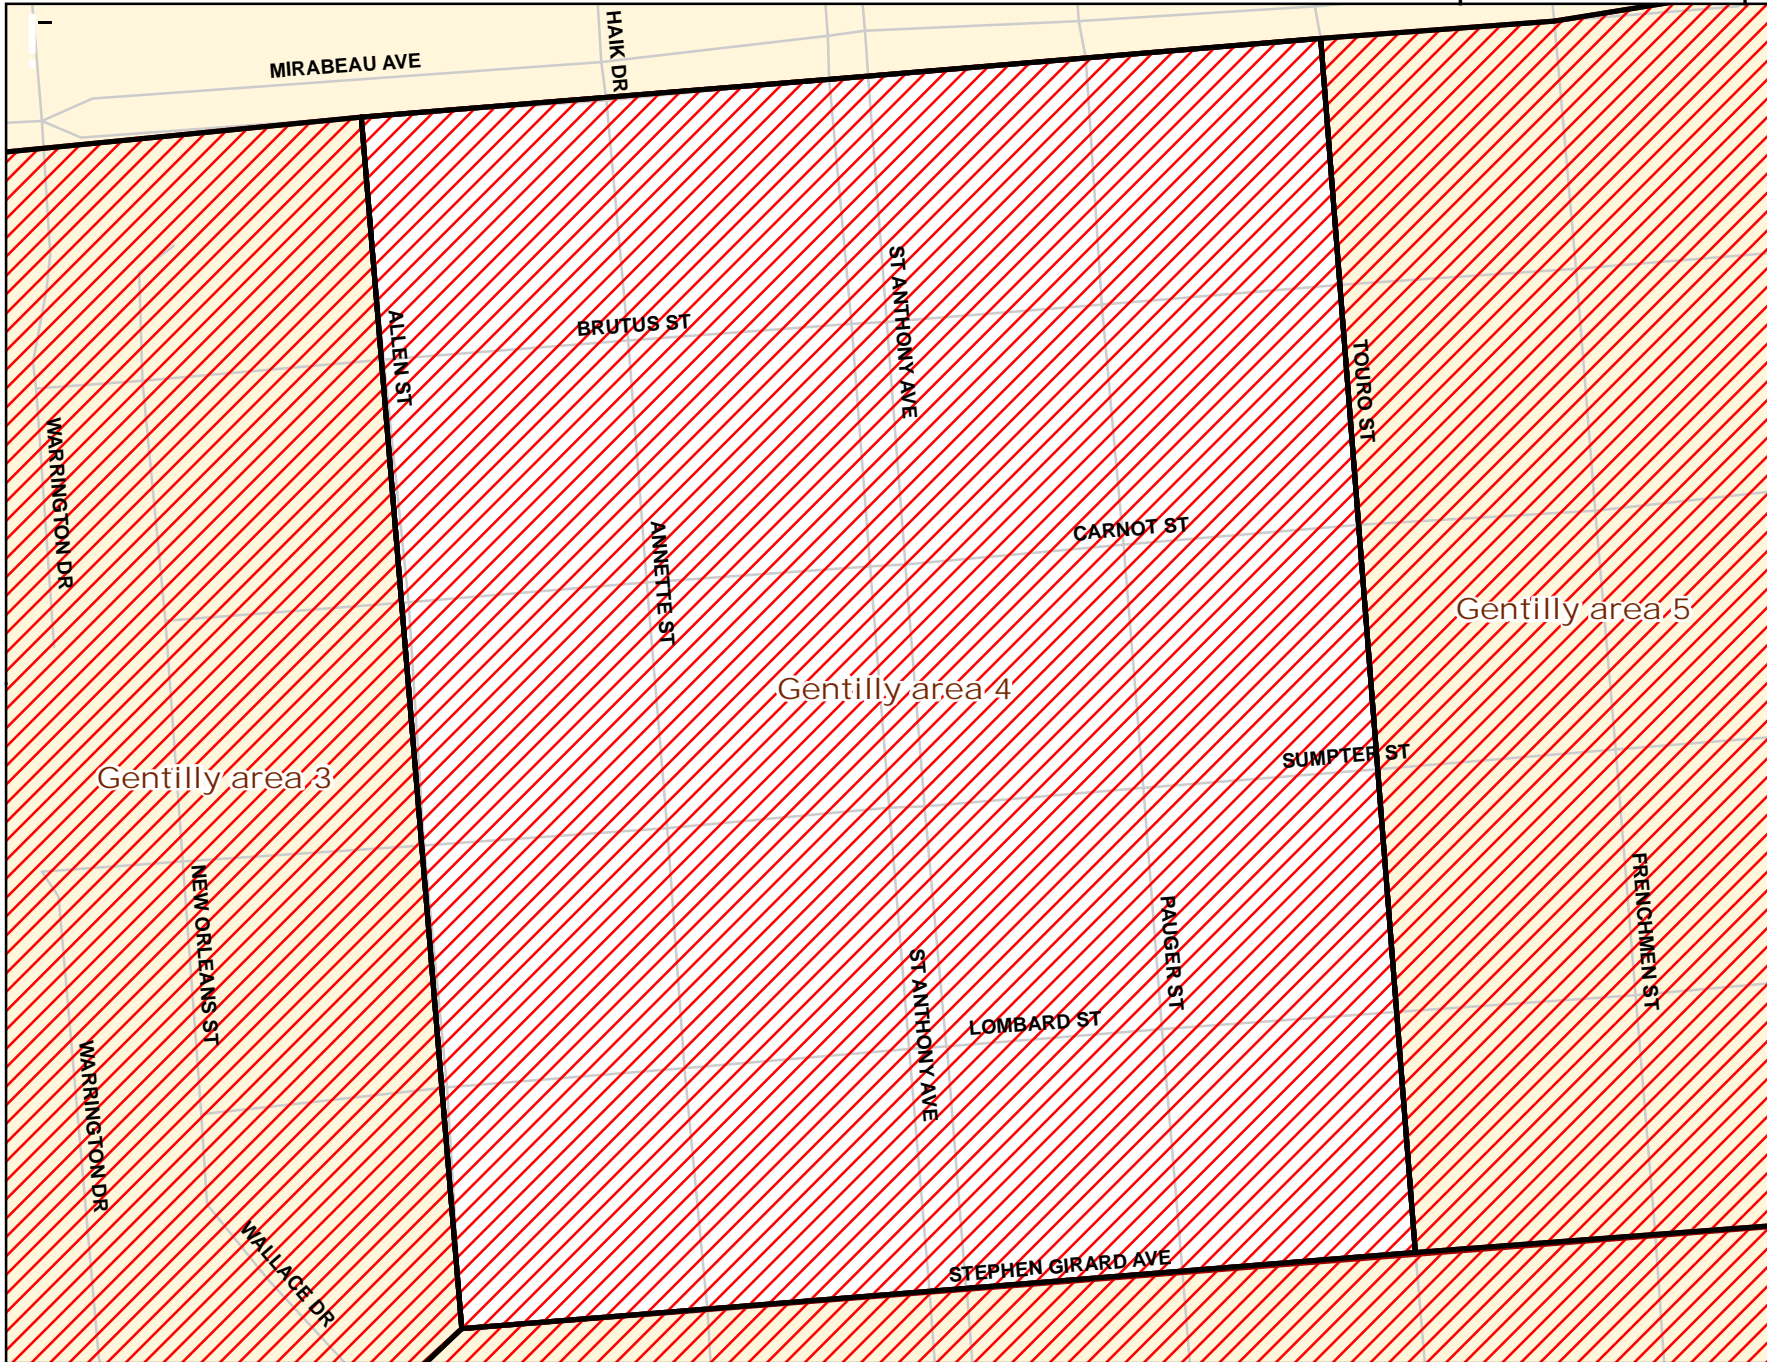 HAIK DR
MIRABEAU AVE
ST ANTHONY AVE
ALLEN ST
BRUTUS ST
TOURO ST
WARRINGTON DR
ANNETTE ST
CARNOT ST
Gentilly area 5
Gentilly area 4
SUMPTER ST
Gentilly area 3
NEW ORLEANS ST
FRENCHMEN ST
PAUGER ST
ST ANTHONY AVE
LOMBARD ST
WARRINGTON DR
WALLACE DR
STEPHEN GIRARD AVE